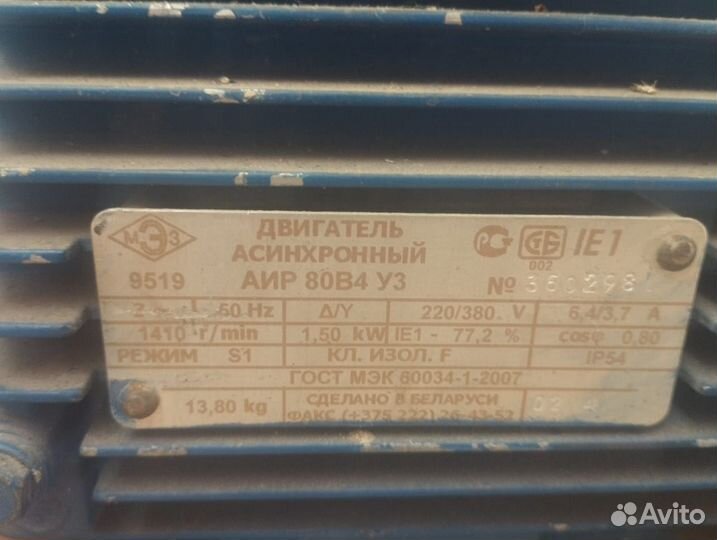 МЭЗ ДВИГАТЕЛЬ АСИНХРОННЫЙ IE1
002
9519 АИР 80В4 У3 №
50 Hz Δ/Y 220/380 V 6,4/3,7 A
1410 r/min 1,50 kW IE1 - 77,2 % cosφ 0,80
РЕЖИМ S1 КЛ. ИЗОЛ. F IP54
ГОСТ МЭК 60034-1-2007
13,80 kg СДЕЛАНО В БЕЛАРУСИ
ФАКС (+375 222) 26-43-52
Avito